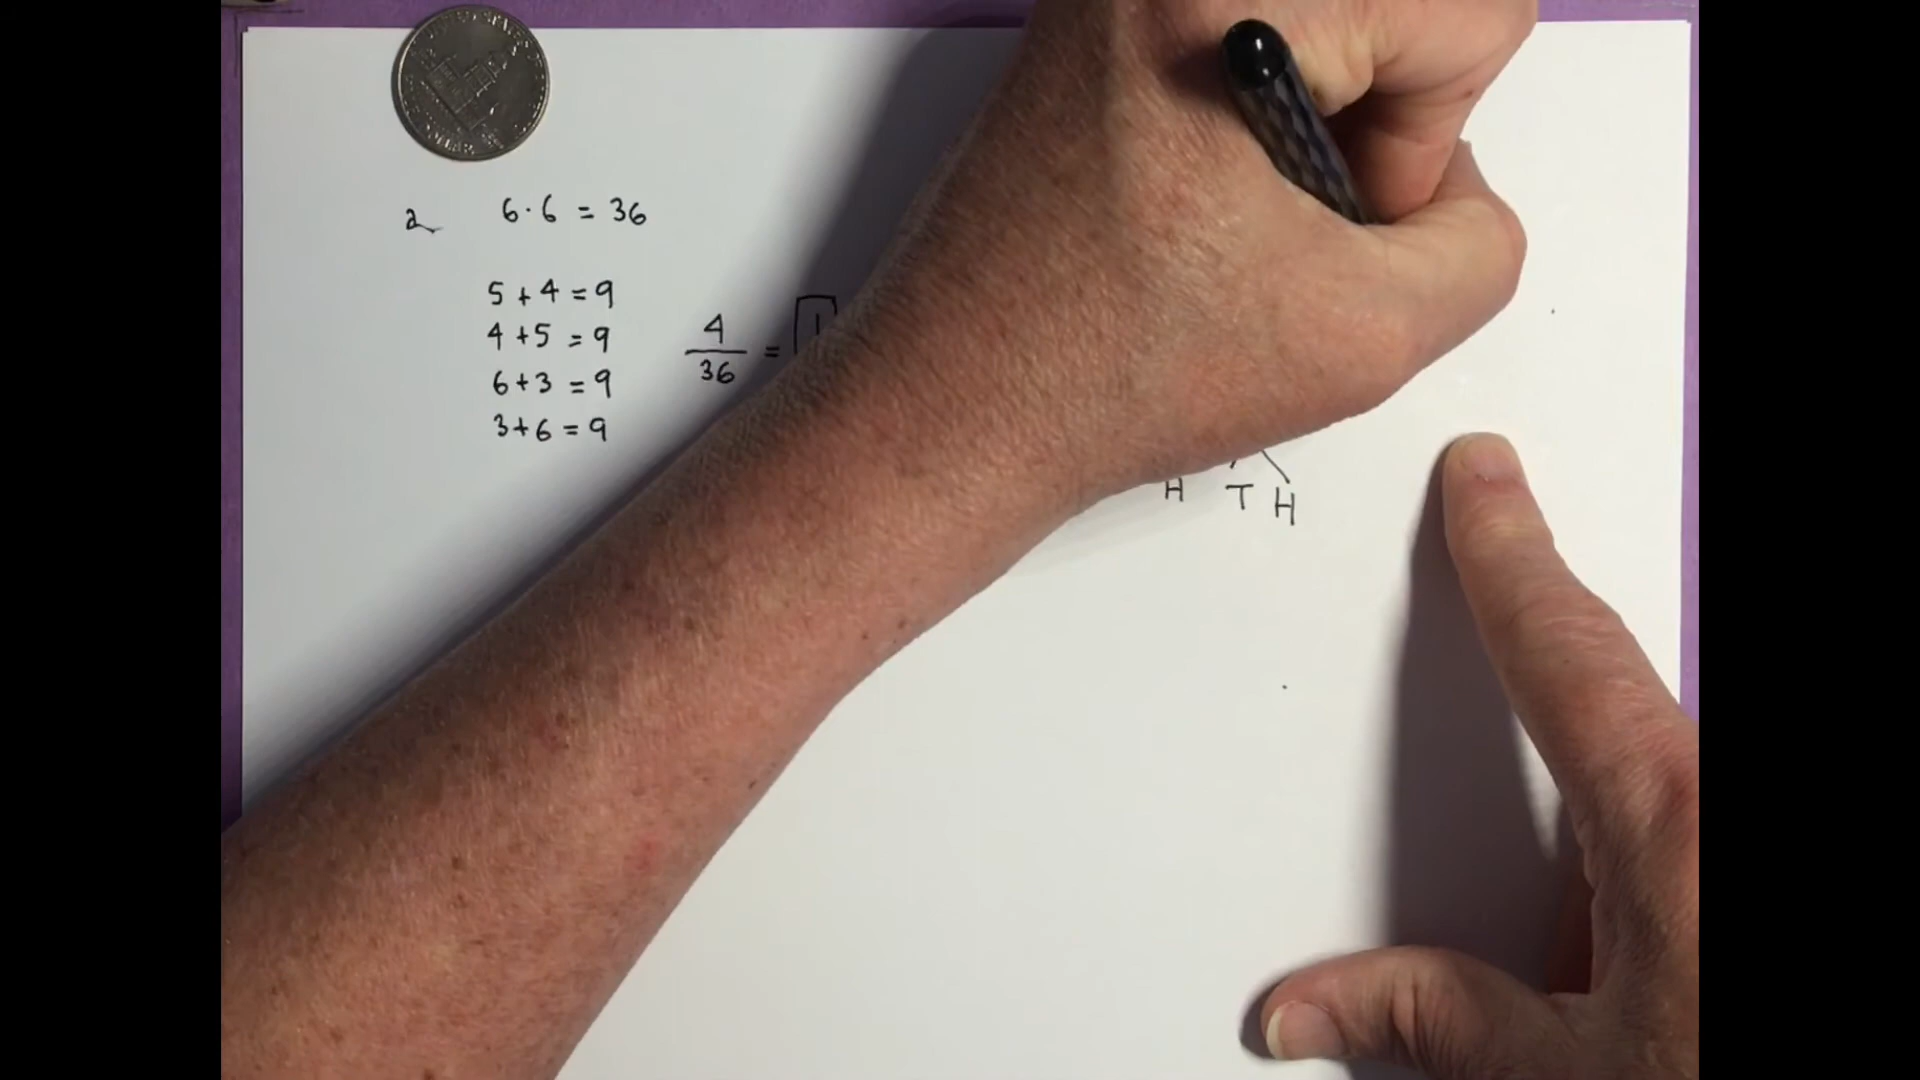 2 6 · 6 = 36
5 + 4 = 9
4 + 5 = 9
6 + 3 = 9
3 + 6 = 9
4/36 =
H T H